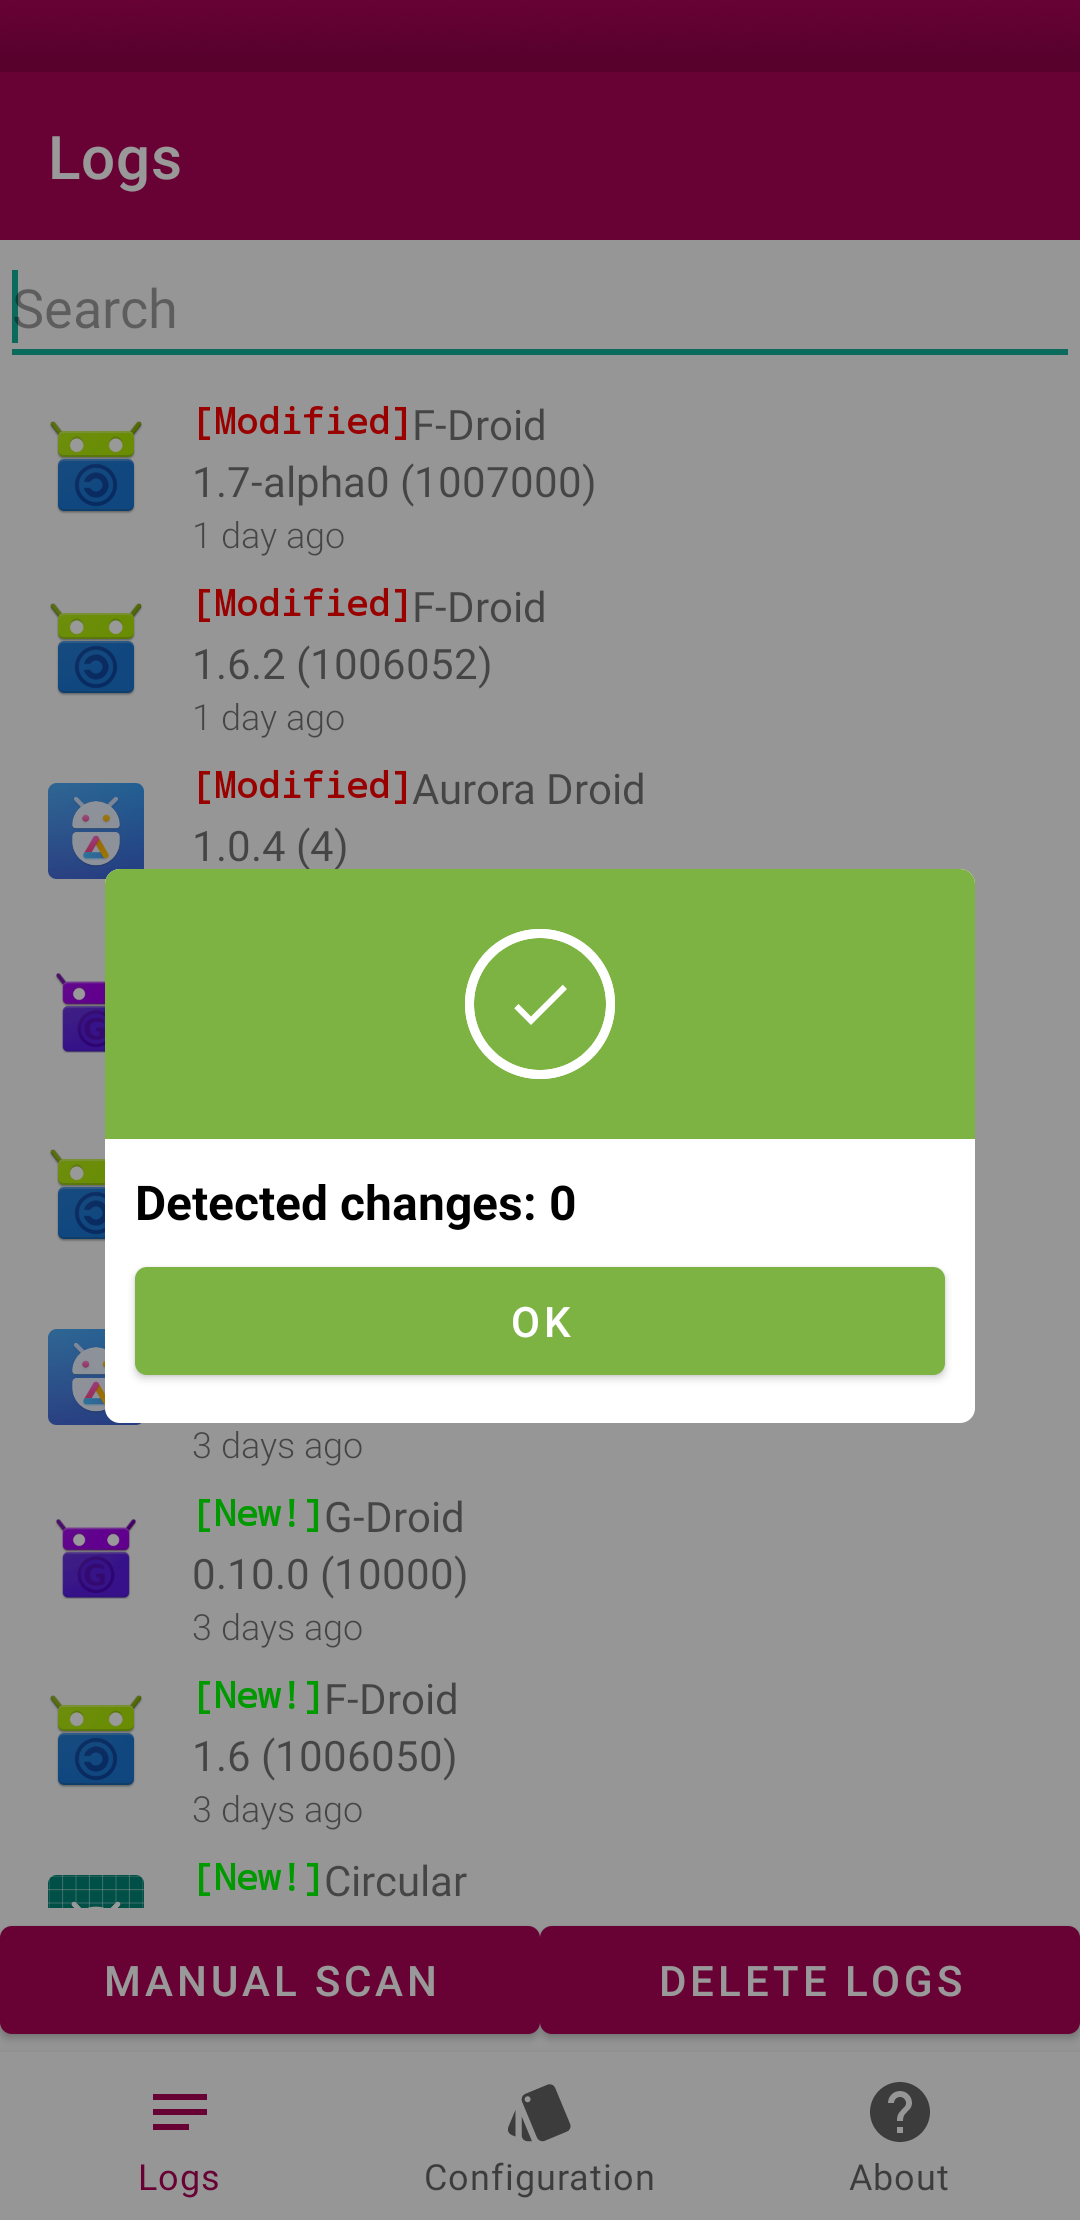 Logs
Search
[Modified]F-Droid
1.7-alpha0 (1007000)
1 day ago
[Modified]F-Droid
1.6.2 (1006052)
1 day ago
[Modified]Aurora Droid
1.0.4 (4)
Detected changes: 0
OK
3 days ago
[New!]G-Droid
0.10.0 (10000)
3 days ago
[New!]F-Droid
1.6 (1006050)
3 days ago
[New!]Circular
MANUAL SCAN
DELETE LOGS
Logs
Configuration
About